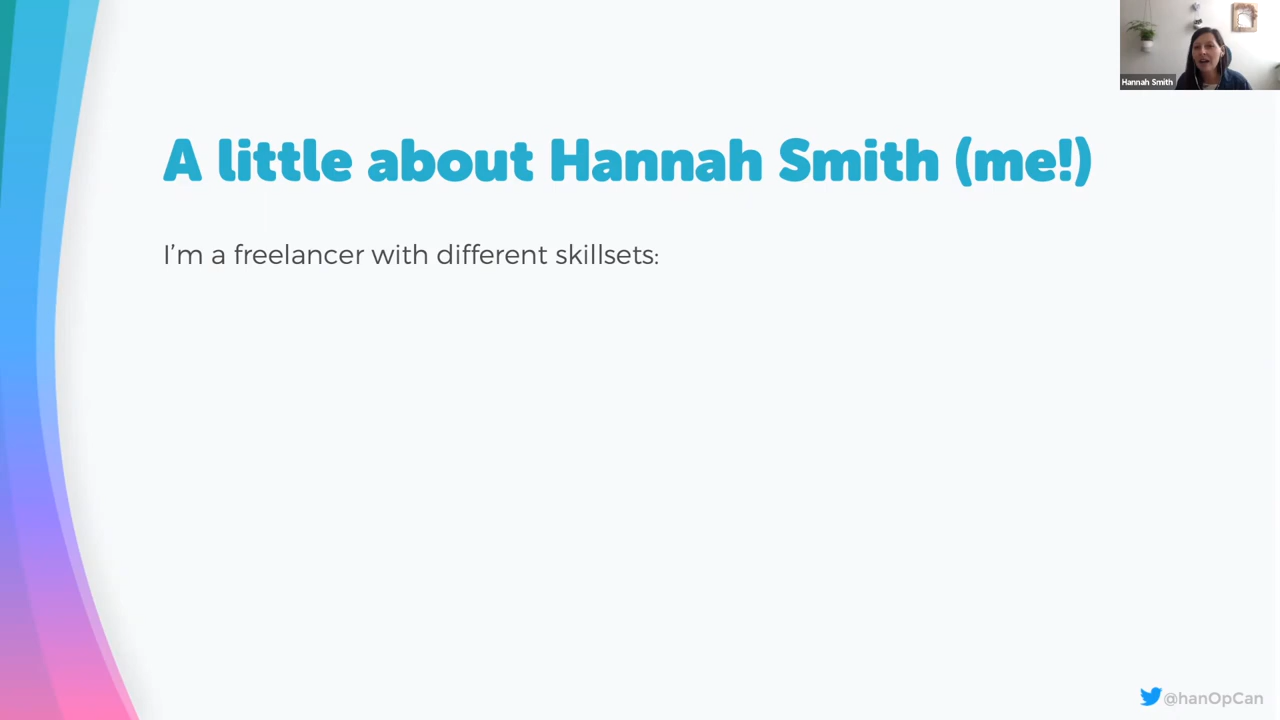 Hannah Smith
A little about Hannah Smith (me!)
I'm a freelancer with different skillsets:
@hanOpCan